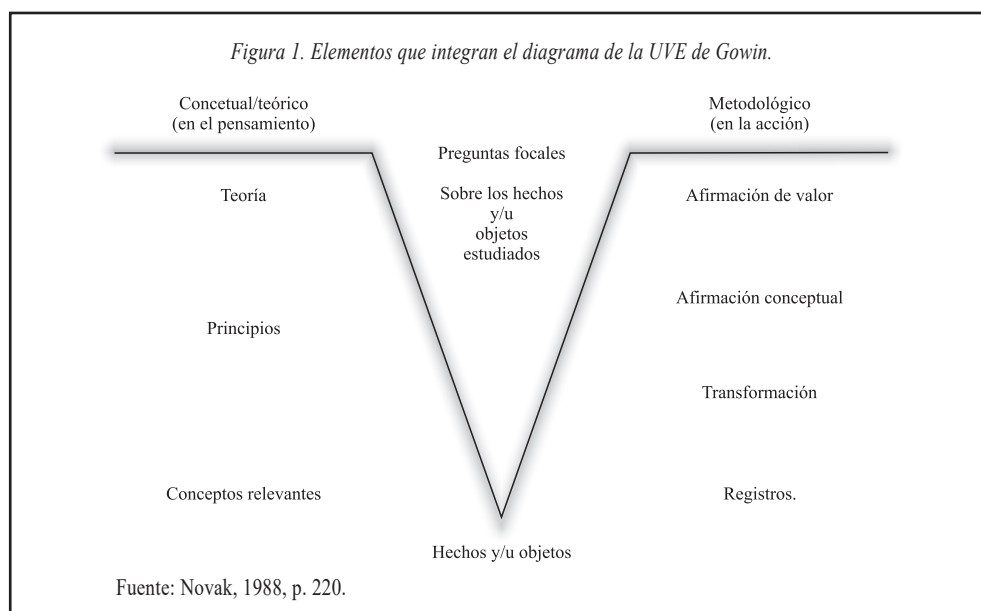 Figura 1. Elementos que integran el diagrama de la UVE de Gowin.
Concetual/teórico
(en el pensamiento)
Metodológico
(en la acción)
Preguntas focales
Teoría
Sobre los hechos
y/u
objetos
estudiados
Afirmación de valor
Afirmación conceptual
Principios
Transformación
Conceptos relevantes
Registros.
Hechos y/u objetos
Fuente: Novak, 1988, p. 220.